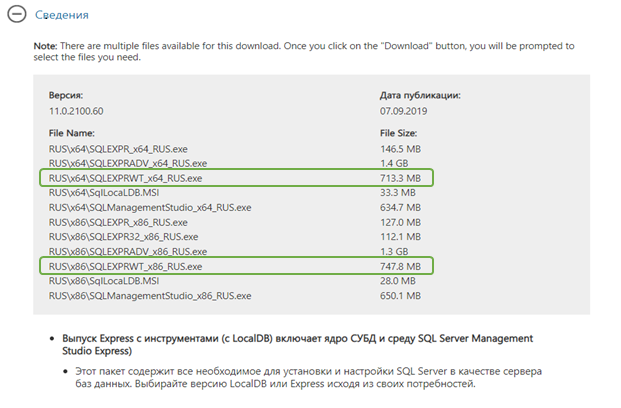 Сведения
Note: There are multiple files available for this download. Once you click on the "Download" button, you will be prompted to
select the files you need.
Версия: Дата публикации:
11.0.2100.60 07.09.2019
File Name: File Size:
RUS\x64\SQLEXPR_x64_RUS.exe 146.5 MB
RUS\x64\SQLEXPRADV_x64_RUS.exe 1.4 GB
RUS\x64\SQLEXPRWT_x64_RUS.exe 713.3 MB
RUS\x64\SqlLocaLDB.MSI 33.3 MB
RUS\x64\SQLManagementStudio_x64_RUS.exe 634.7 MB
RUS\x86\SQLEXPR_x86_RUS.exe 127.0 MB
RUS\x86\SQLEXPR32_x86_RUS.exe 112.1 MB
RUS\x86\SQLEXPRADV_x86_RUS.exe 1.3 GB
RUS\x86\SQLEXPRWT_x86_RUS.exe 747.8 MB
RUS\x86\SqlLocaLDB.MSI 28.0 MB
RUS\x86\SQLManagementStudio_x86_RUS.exe 650.1 MB
• Выпуск Express с инструментами (с LocalDB) включает ядро СУБД и среду SQL Server Management
Studio Express)
• Этот пакет содержит все необходимое для установки и настройки SQL Server в качестве сервера
баз данных. Выбирайте версию LocalDB или Express исходя из своих потребностей.